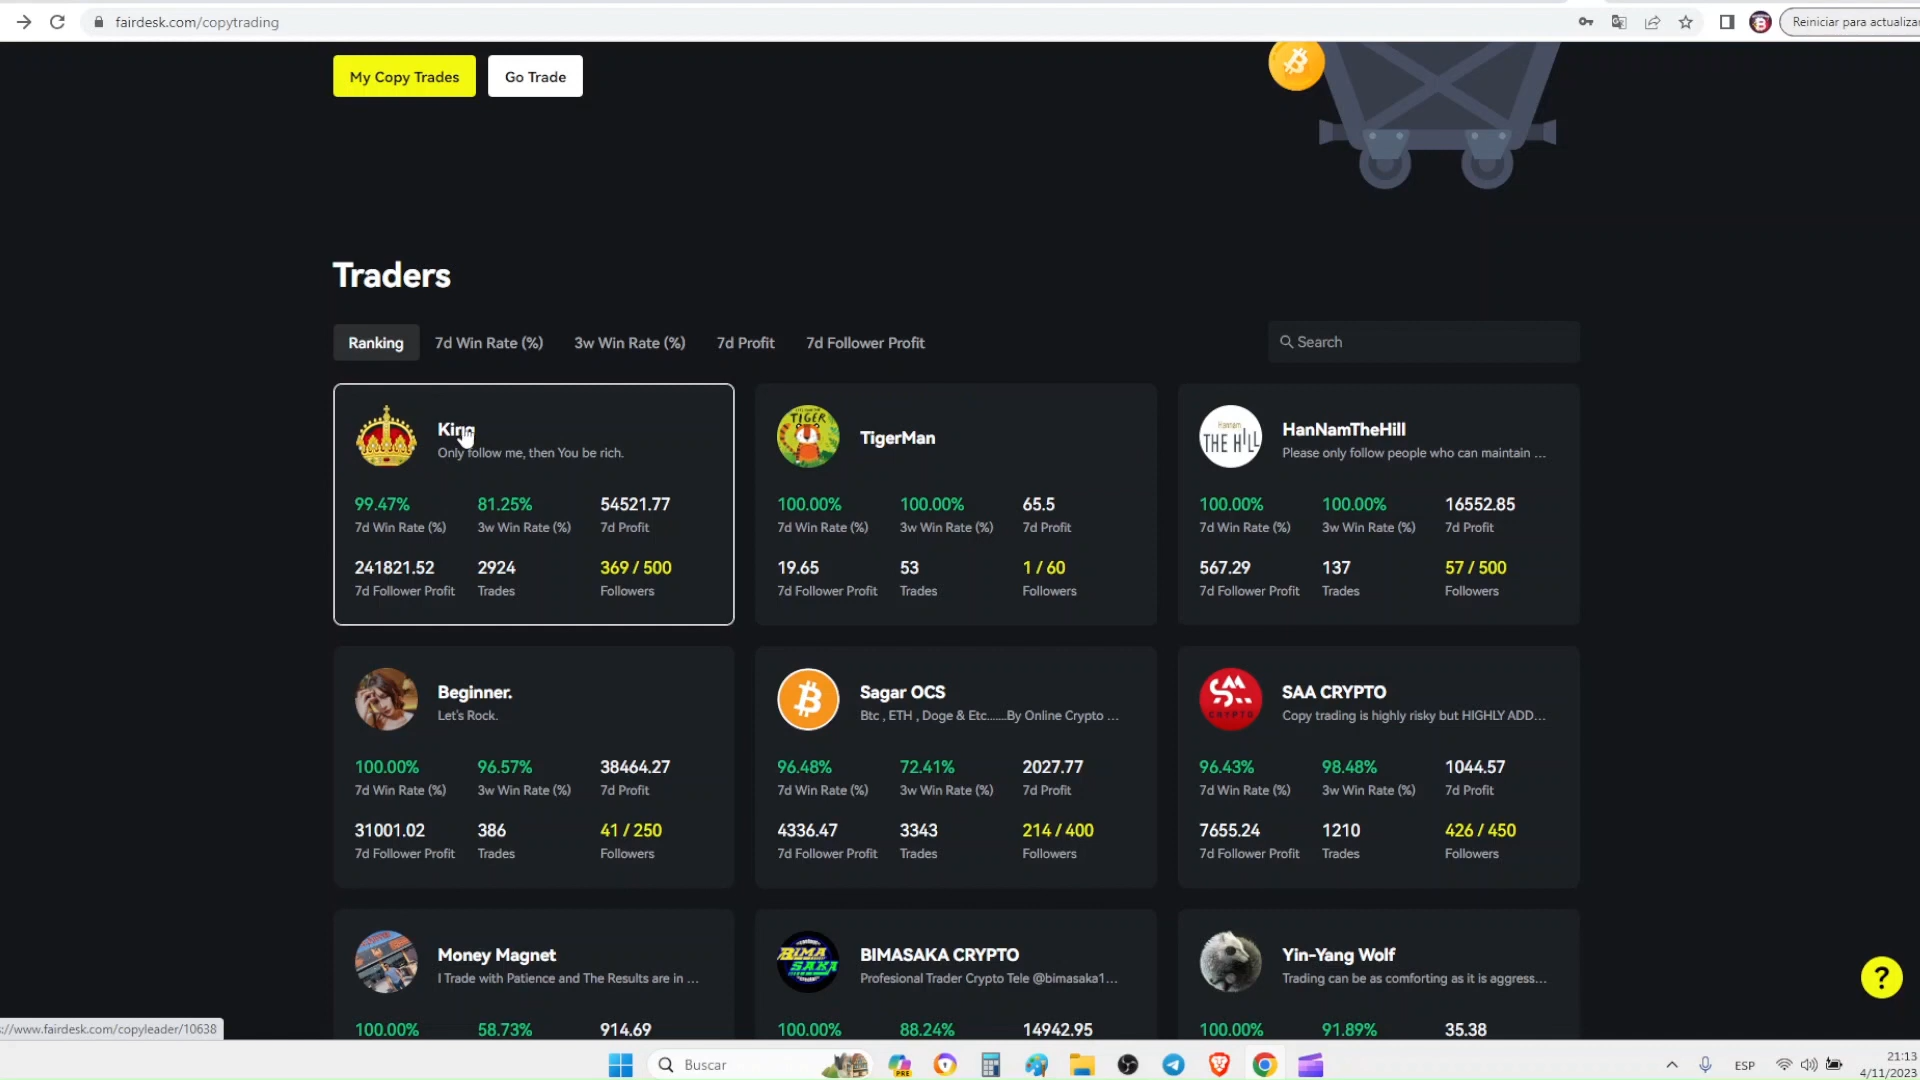 fairdesk.com/copytrading
Reiniciar para actualiza
My Copy Trades
Go Trade
Traders
Ranking
7d Win Rate (%)
3w Win Rate (%)
7d Profit
7d Follower Profit
Search
King
Only follow me, then You be rich.
99.47%
81.25%
54521.77
7d Win Rate (%)
3w Win Rate (%)
7d Profit
241821.52
2924
369 / 500
7d Follower Profit
Trades
Followers
TIGER
TigerMan
100.00%
100.00%
65.5
7d Win Rate (%)
3w Win Rate (%)
7d Profit
19.65
53
1 / 60
7d Follower Profit
Trades
Followers
Hannam
THE HILL
HanNamTheHill
Please only follow people who can maintain ...
100.00%
100.00%
16552.85
7d Win Rate (%)
3w Win Rate (%)
7d Profit
567.29
137
57 / 500
7d Follower Profit
Trades
Followers
Beginner.
Let's Rock.
100.00%
96.57%
38464.27
7d Win Rate (%)
3w Win Rate (%)
7d Profit
31001.02
386
41 / 250
7d Follower Profit
Trades
Followers
Sagar OCS
Btc , ETH , Doge & Etc.......By Online Crypto ...
96.48%
72.41%
2027.77
7d Win Rate (%)
3w Win Rate (%)
7d Profit
4336.47
3343
214 / 400
7d Follower Profit
Trades
Followers
CRYPTO
SAA CRYPTO
Copy trading is highly risky but HIGHLY ADD...
96.43%
98.48%
1044.57
7d Win Rate (%)
3w Win Rate (%)
7d Profit
7655.24
1210
426 / 450
7d Follower Profit
Trades
Followers
Money Magnet
I Trade with Patience and The Results are in ...
100.00%
58.73%
914.69
BIMA
SAKA
BIMASAKA CRYPTO
Profesional Trader Crypto Tele @bimasaka1...
100.00%
88.24%
14942.95
Yin-Yang Wolf
Trading can be as comforting as it is aggress...
100.00%
91.89%
35.38
?
://www.fairdesk.com/copyleader/10638
Buscar
PRE
ESP
21:13
4/11/2023